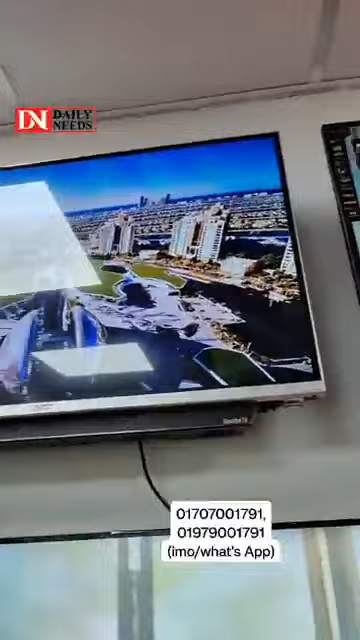 DN DAILY
NEEDS
01707001791,
01979001791
(imo/what's App)